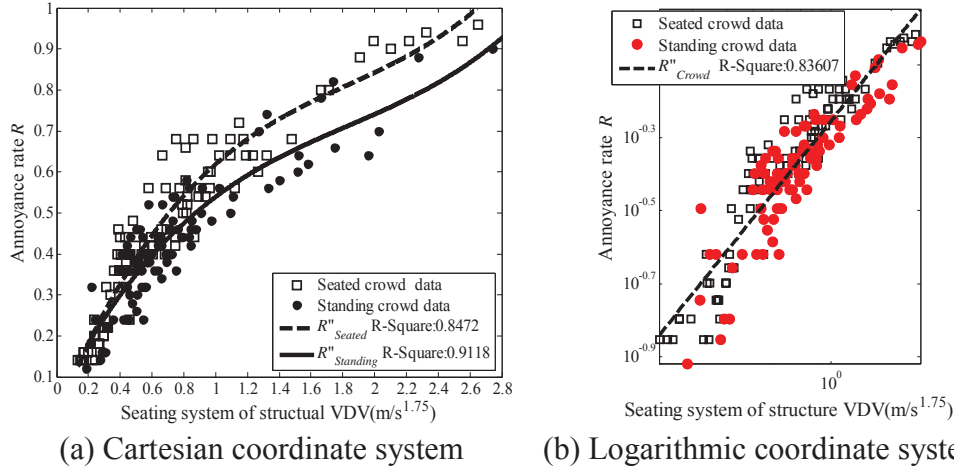 1
0.9
0.8
0.7
0.6
0.5
0.4
0.3
0.2
0.1
Annoyance rate R
Seated crowd data
Standing crowd data
R"Seated R-Square:0.8472
R"Standing R-Square:0.9118
0 0.2 0.4 0.6 0.8 1 1.2 1.4 1.6 1.8 2 2.2 2.4 2.6 2.8
Seating system of structual VDV(m/s^1.75)
(a) Cartesian coordinate system
Seated crowd data
Standing crowd data
R"Crowd R-Square:0.83607
Annoyance rate R
10^-0.3
10^-0.5
10^-0.7
10^-0.9
10^0
Seating system of structure VDV(m/s^1.75)
(b) Logarithmic coordinate syste